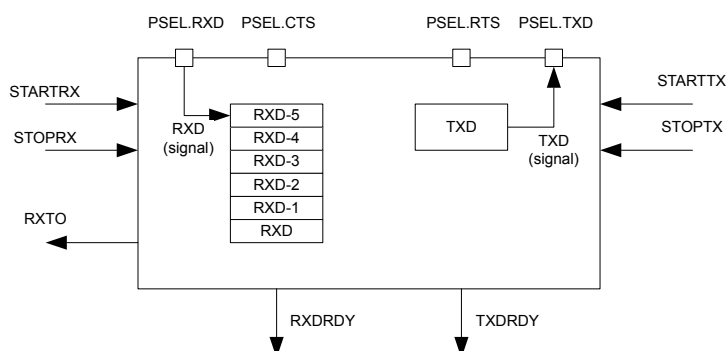 PSEL.RXD PSEL.CTS PSEL.RTS PSEL.TXD
STARTRX
STOPRX
RXTO
RXD
(signal)
RXD-5
RXD-4
RXD-3
RXD-2
RXD-1
RXD
TXD
TXD
(signal)
STARTTX
STOPTX
RXDRDY
TXDRDY